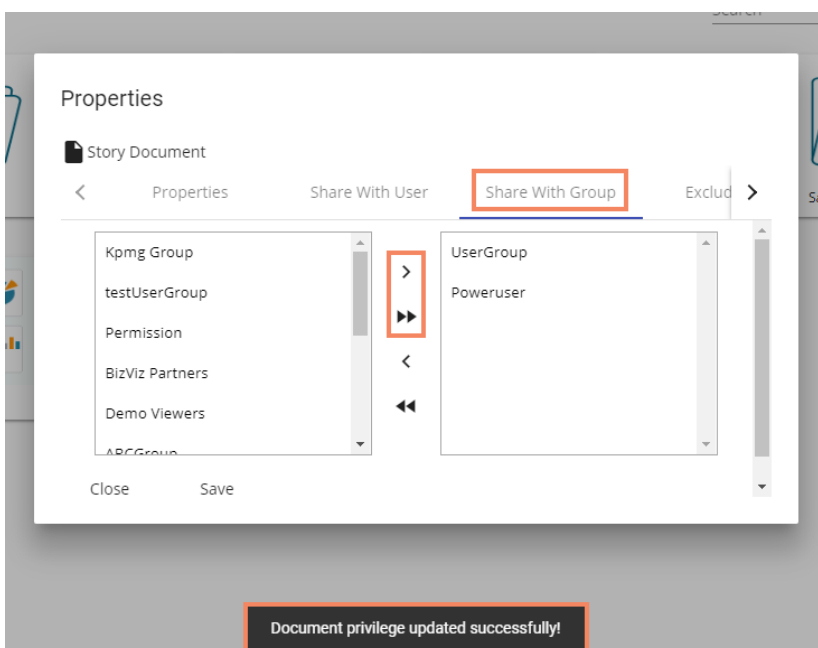 Search
Properties
Story Document
Properties Share With User Share With Group Exclud
Kpmg Group
testUserGroup
Permission
BizViz Partners
Demo Viewers
ABCGroup
UserGroup
Poweruser
Close Save
Document privilege updated successfully!